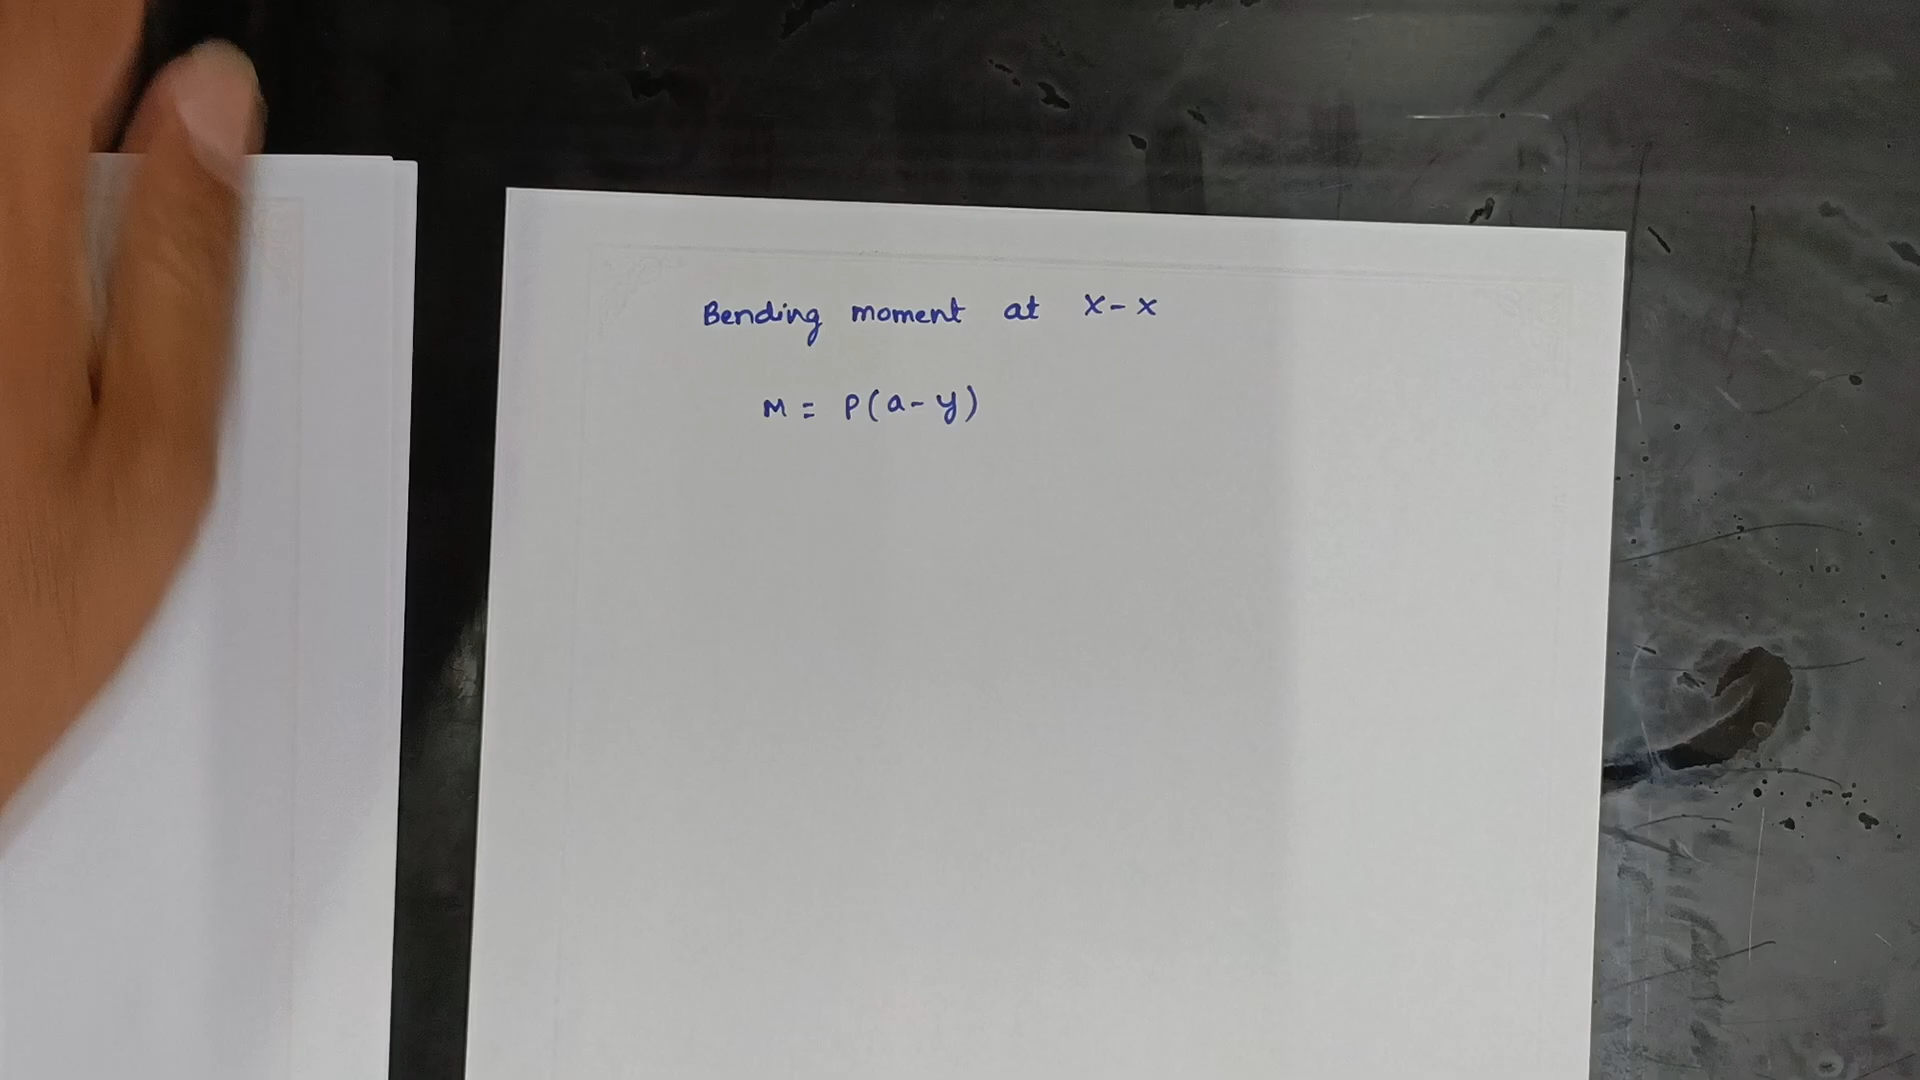 Bending moment at x-x
M = P(a-y)